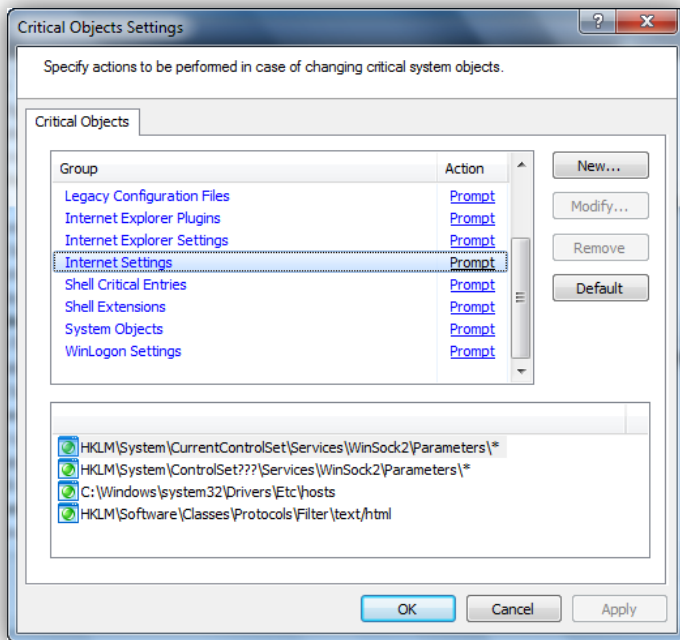 Critical Objects Settings
Specify actions to be performed in case of changing critical system objects.
Critical Objects
Group Action
Legacy Configuration Files Prompt
Internet Explorer Plugins Prompt
Internet Explorer Settings Prompt
Internet Settings Prompt
Shell Critical Entries Prompt
Shell Extensions Prompt
System Objects Prompt
WinLogon Settings Prompt
New...
Modify...
Remove
Default
HKLM\System\CurrentControlSet\Services\WinSock2\Parameters\*
HKLM\System\ControlSet???\Services\WinSock2\Parameters\*
C:\Windows\system32\Drivers\Etc\hosts
HKLM\Software\Classes\Protocols\Filter\text/html
OK Cancel Apply